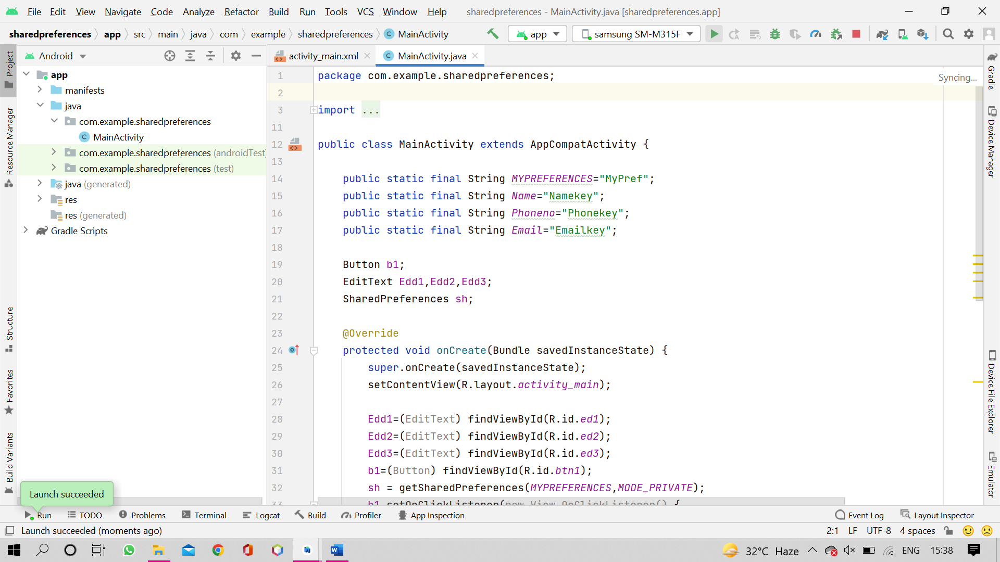 File Edit View Navigate Code Analyze Refactor Build Run Tools VCS Window Help sharedpreferences - MainActivity.java [sharedpreferences.app]
sharedpreferences app src main java com example sharedpreferences MainActivity app samsung SM-M315F
Android
activity_main.xml MainActivity.java
Project
Resource Manager
Structure
Favorites
Build Variants
app
manifests
java
com.example.sharedpreferences
MainActivity
com.example.sharedpreferences (androidTest)
com.example.sharedpreferences (test)
java (generated)
res
res (generated)
Gradle Scripts
Syncing...
1 package com.example.sharedpreferences;
2
3 import ...
11
12 public class MainActivity extends AppCompatActivity {
13
14 public static final String MYPREFERENCES="MyPref";
15 public static final String Name="Namekey";
16 public static final String Phoneno="Phonekey";
17 public static final String Email="Emailkey";
18
19 Button b1;
20 EditText Edd1,Edd2,Edd3;
21 SharedPreferences sh;
22
23 @Override
24 protected void onCreate(Bundle savedInstanceState) {
25 super.onCreate(savedInstanceState);
26 setContentView(R.layout.activity_main);
27
28 Edd1=(EditText) findViewById(R.id.ed1);
29 Edd2=(EditText) findViewById(R.id.ed2);
30 Edd3=(EditText) findViewById(R.id.ed3);
31 b1=(Button) findViewById(R.id.btn1);
32 sh = getSharedPreferences(MYPREFERENCES,MODE_PRIVATE);
33 b1.setOnClickListener(new View.OnClickListener() {
Gradle
Device Manager
Device File Explorer
Emulator
Launch succeeded
Run TODO Problems Terminal Logcat Build Profiler App Inspection Event Log Layout Inspector
Launch succeeded (moments ago) 2:1 LF UTF-8 4 spaces
32°C Haze ENG 15:38